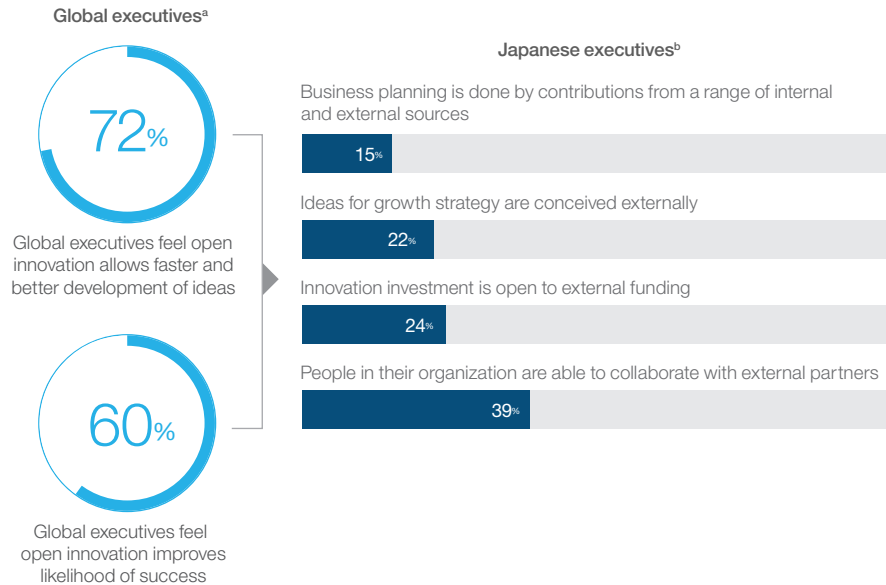 Global executivesᵃ
72%
Global executives feel open
innovation allows faster and
better development of ideas
60%
Global executives feel
open innovation improves
likelihood of success
Japanese executivesᵇ
Business planning is done by contributions from a range of internal
and external sources
15%
Ideas for growth strategy are conceived externally
22%
Innovation investment is open to external funding
24%
People in their organization are able to collaborate with external partners
39%